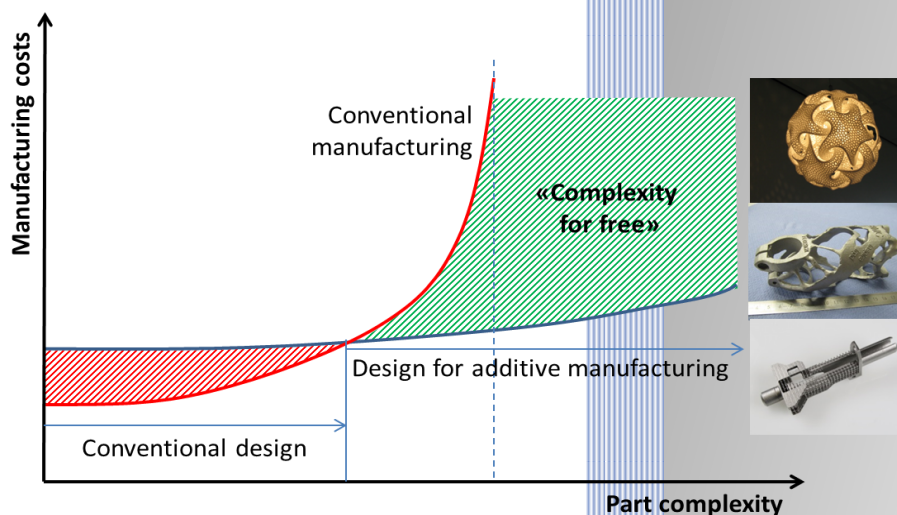 Manufacturing costs
Conventional
manufacturing
«Complexity
for free»
Design for additive manufacturing
Conventional design
Part complexity